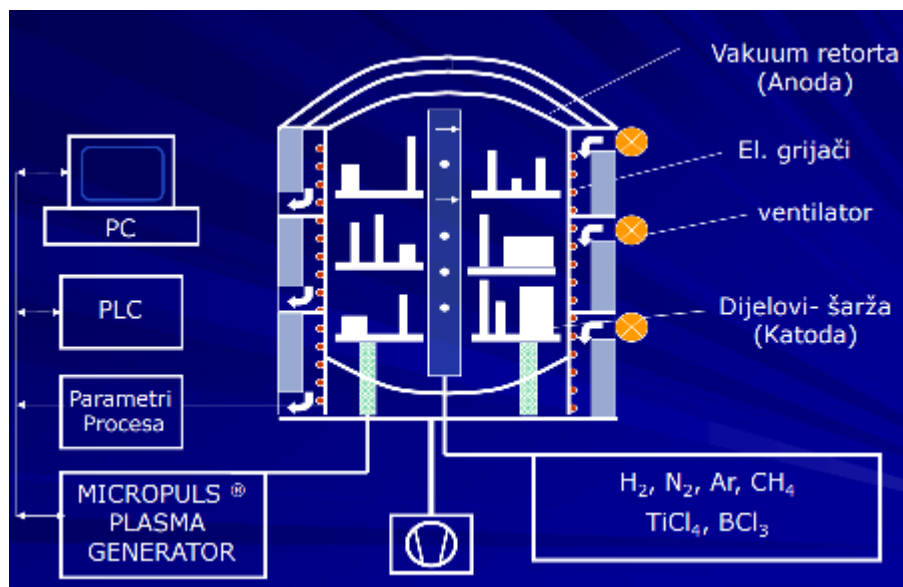 Vakuum retorta
(Anoda)
El. grijači
ventilator
Dijelovi- šarža
(Katoda)
PC
PLC
Parametri
Procesa
MICROPULS ®
PLASMA
GENERATOR
H₂, N₂, Ar, CH₄
TiCl₄, BCl₃